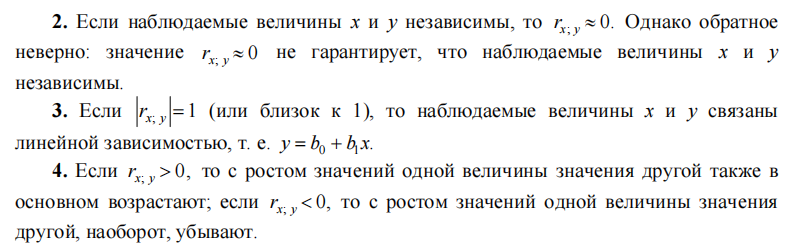 2. Если наблюдаемые величины x и y независимы, то r_{x; y} ≈ 0. Однако обратное
неверно: значение r_{x; y} ≈ 0 не гарантирует, что наблюдаемые величины x и y
независимы.
3. Если |r_{x; y}| = 1 (или близок к 1), то наблюдаемые величины x и y связаны
линейной зависимостью, т. е. y = b_0 + b_1x.
4. Если r_{x; y} > 0, то с ростом значений одной величины значения другой также в
основном возрастают; если r_{x; y} < 0, то с ростом значений одной величины значения
другой, наоборот, убывают.